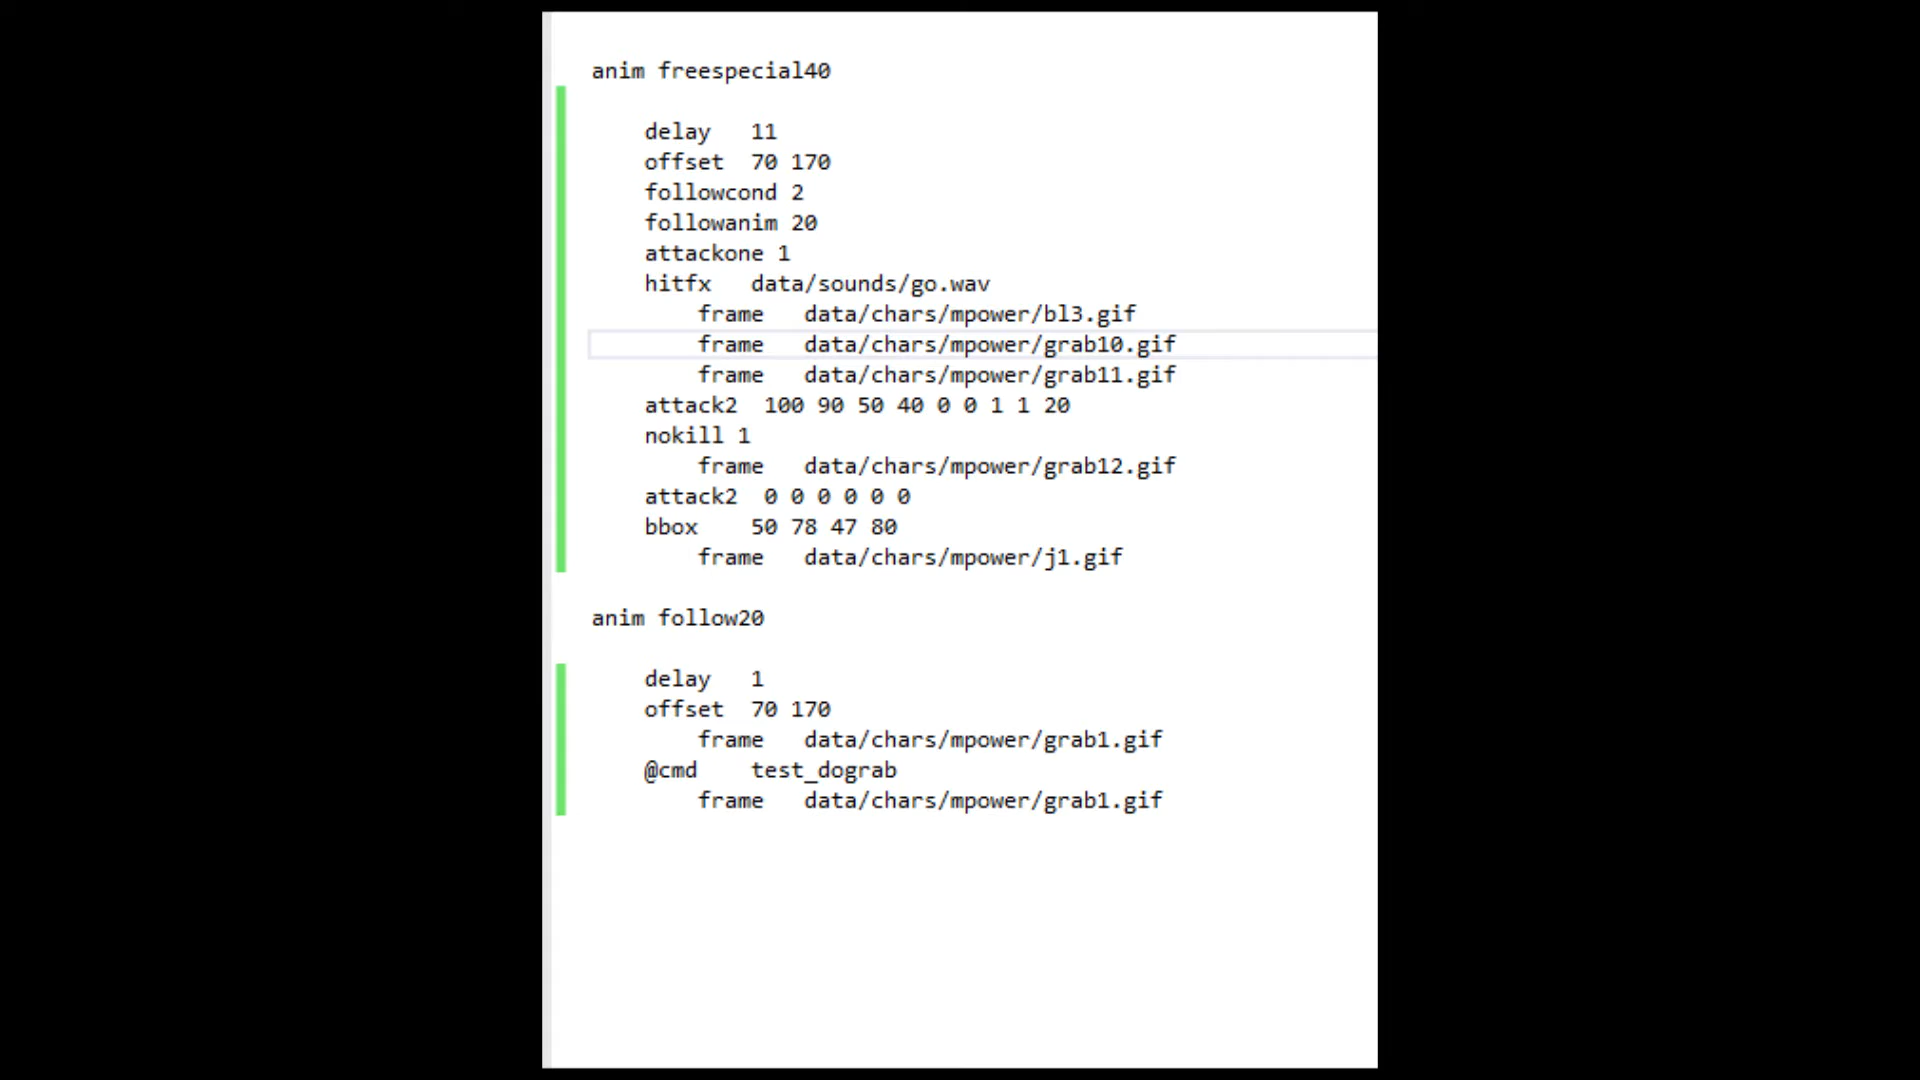 anim freespecial40
delay 11
offset 70 170
followcond 2
followanim 20
attackone 1
hitfx data/sounds/go.wav
frame data/chars/mpower/bl3.gif
frame data/chars/mpower/grab10.gif
frame data/chars/mpower/grab11.gif
attack2 100 90 50 40 0 0 1 1 20
nokill 1
frame data/chars/mpower/grab12.gif
attack2 0 0 0 0 0 0
bbox 50 78 47 80
frame data/chars/mpower/j1.gif
anim follow20
delay 1
offset 70 170
frame data/chars/mpower/grab1.gif
@cmd test_dograb
frame data/chars/mpower/grab1.gif